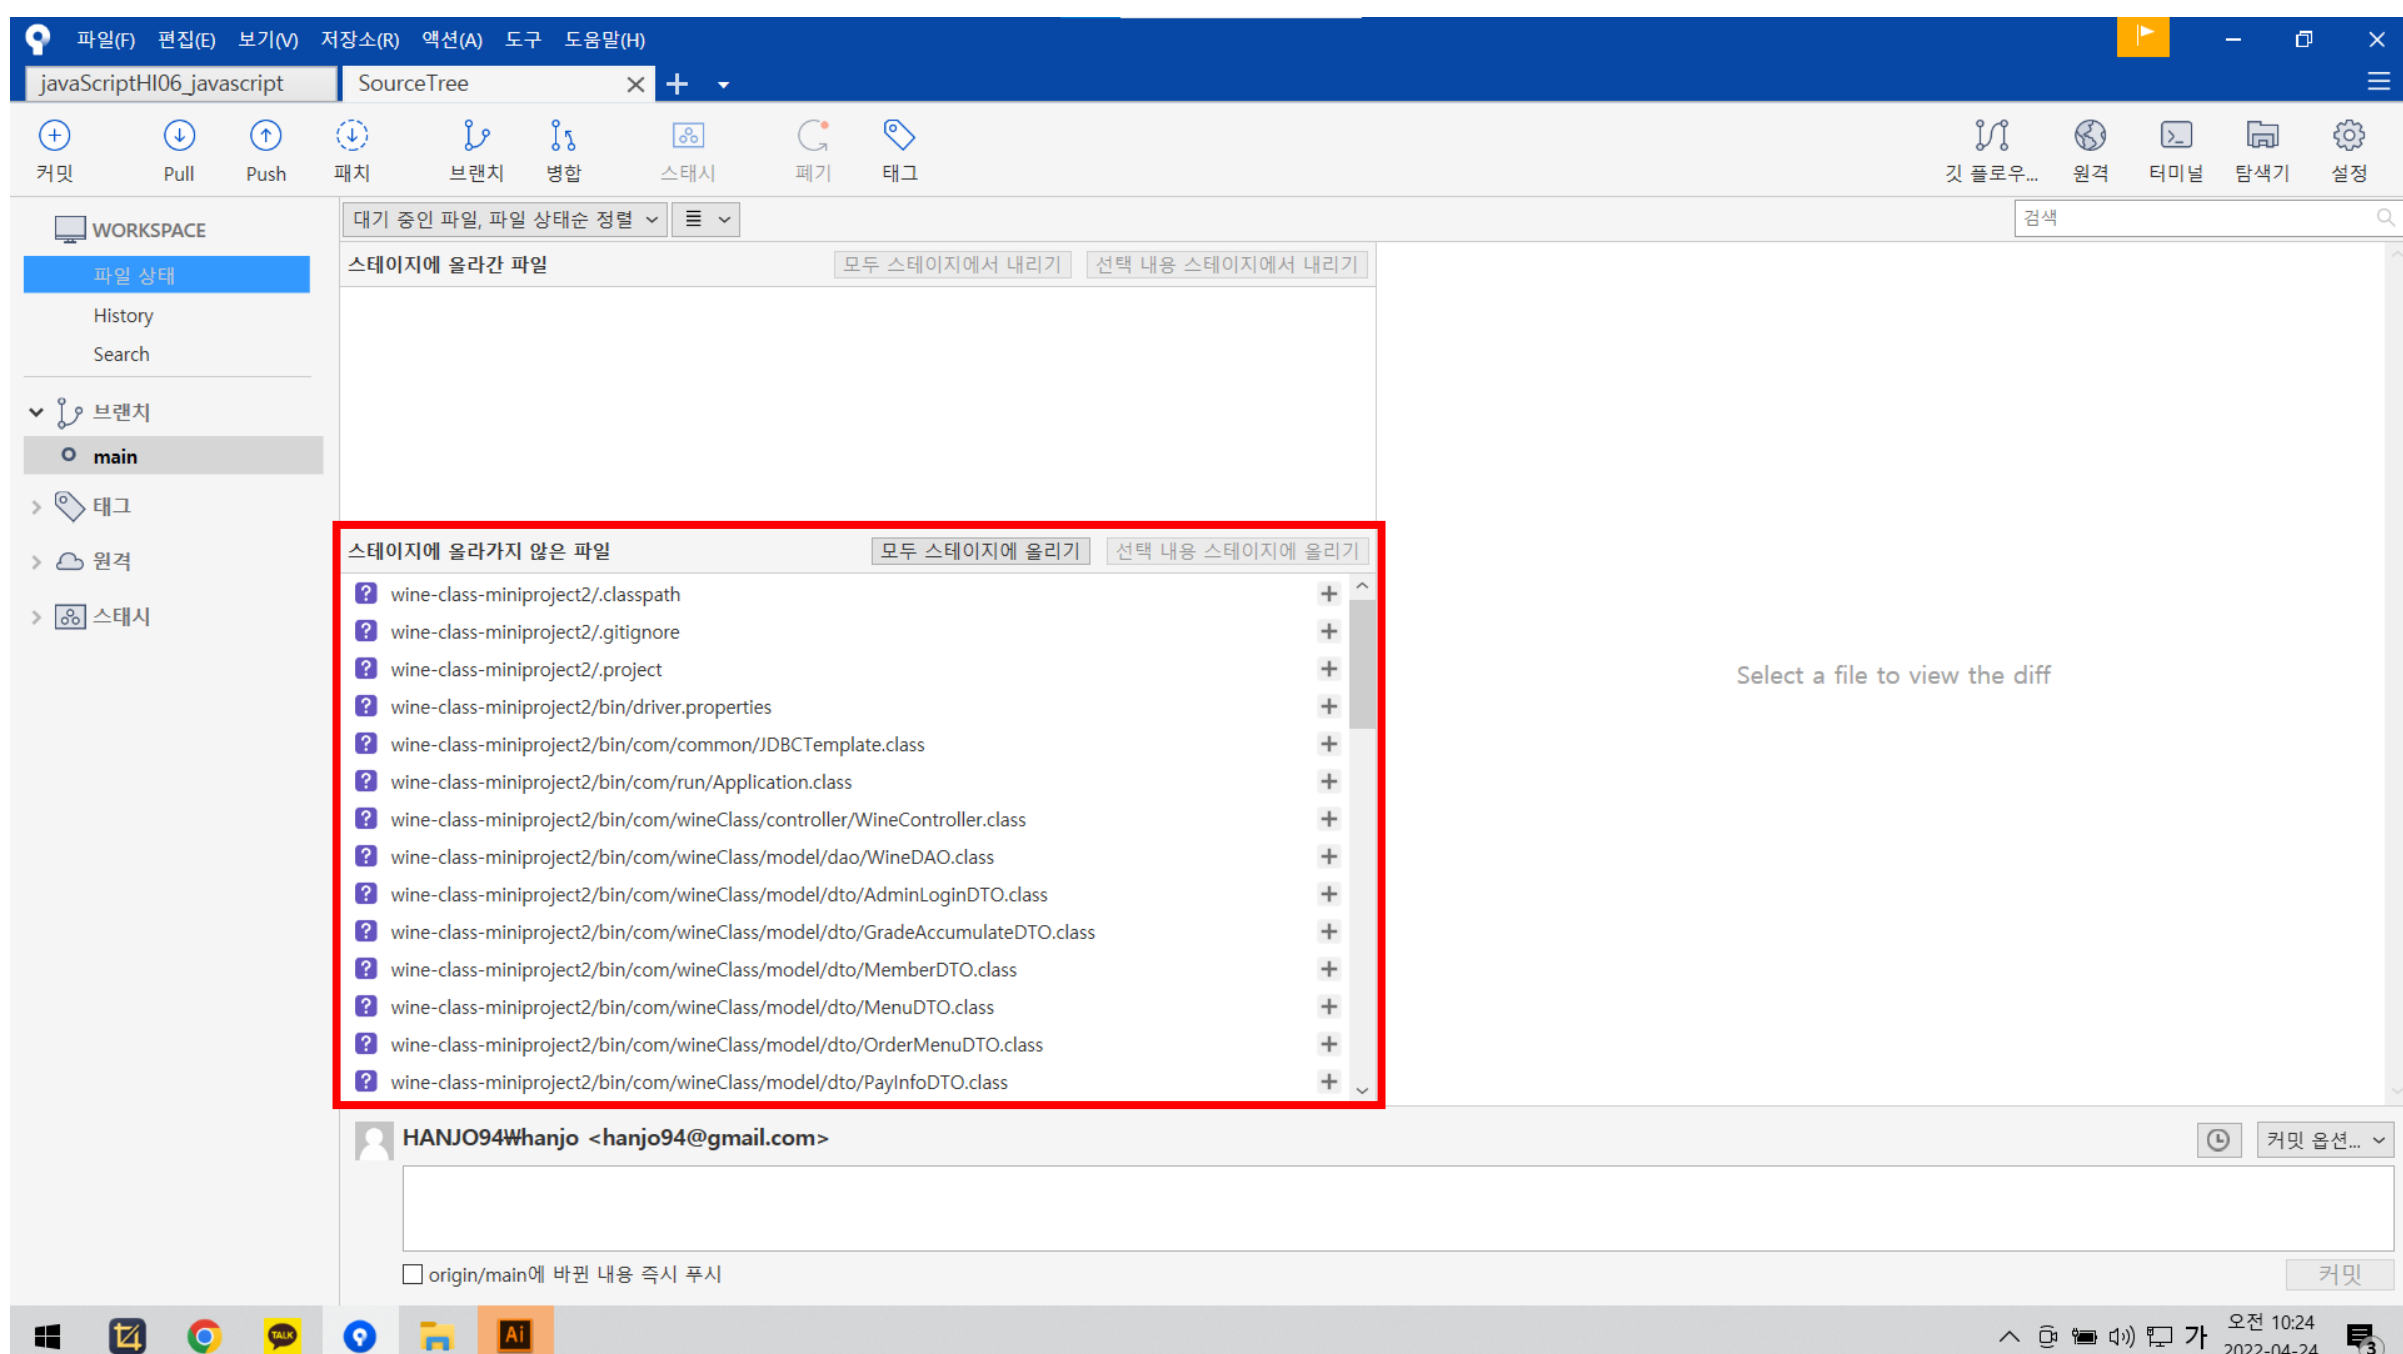 파일(F) 편집(E) 보기(V) 저장소(R) 액션(A) 도구 도움말(H)
javaScriptHI06_javascript SourceTree
커밋 Pull Push 패치 브랜치 병합 스태시 폐기 태그 깃 플로우... 원격 터미널 탐색기 설정
WORKSPACE
파일 상태
History
Search
브랜치
main
태그
원격
스태시
대기 중인 파일, 파일 상태순 정렬
검색
스테이지에 올라간 파일 모두 스테이지에서 내리기 선택 내용 스테이지에서 내리기
스테이지에 올라가지 않은 파일 모두 스테이지에 올리기 선택 내용 스테이지에 올리기
wine-class-miniproject2/.classpath
wine-class-miniproject2/.gitignore
wine-class-miniproject2/.project
wine-class-miniproject2/bin/driver.properties
wine-class-miniproject2/bin/com/common/JDBCTemplate.class
wine-class-miniproject2/bin/com/run/Application.class
wine-class-miniproject2/bin/com/wineClass/controller/WineController.class
wine-class-miniproject2/bin/com/wineClass/model/dao/WineDAO.class
wine-class-miniproject2/bin/com/wineClass/model/dto/AdminLoginDTO.class
wine-class-miniproject2/bin/com/wineClass/model/dto/GradeAccumulateDTO.class
wine-class-miniproject2/bin/com/wineClass/model/dto/MemberDTO.class
wine-class-miniproject2/bin/com/wineClass/model/dto/MenuDTO.class
wine-class-miniproject2/bin/com/wineClass/model/dto/OrderMenuDTO.class
wine-class-miniproject2/bin/com/wineClass/model/dto/PayInfoDTO.class
Select a file to view the diff
HANJO94₩hanjo <hanjo94@gmail.com>
커밋 옵션...
origin/main에 바뀐 내용 즉시 푸시
커밋
TALK
Ai
가
오전 10:24
2022-04-24
3